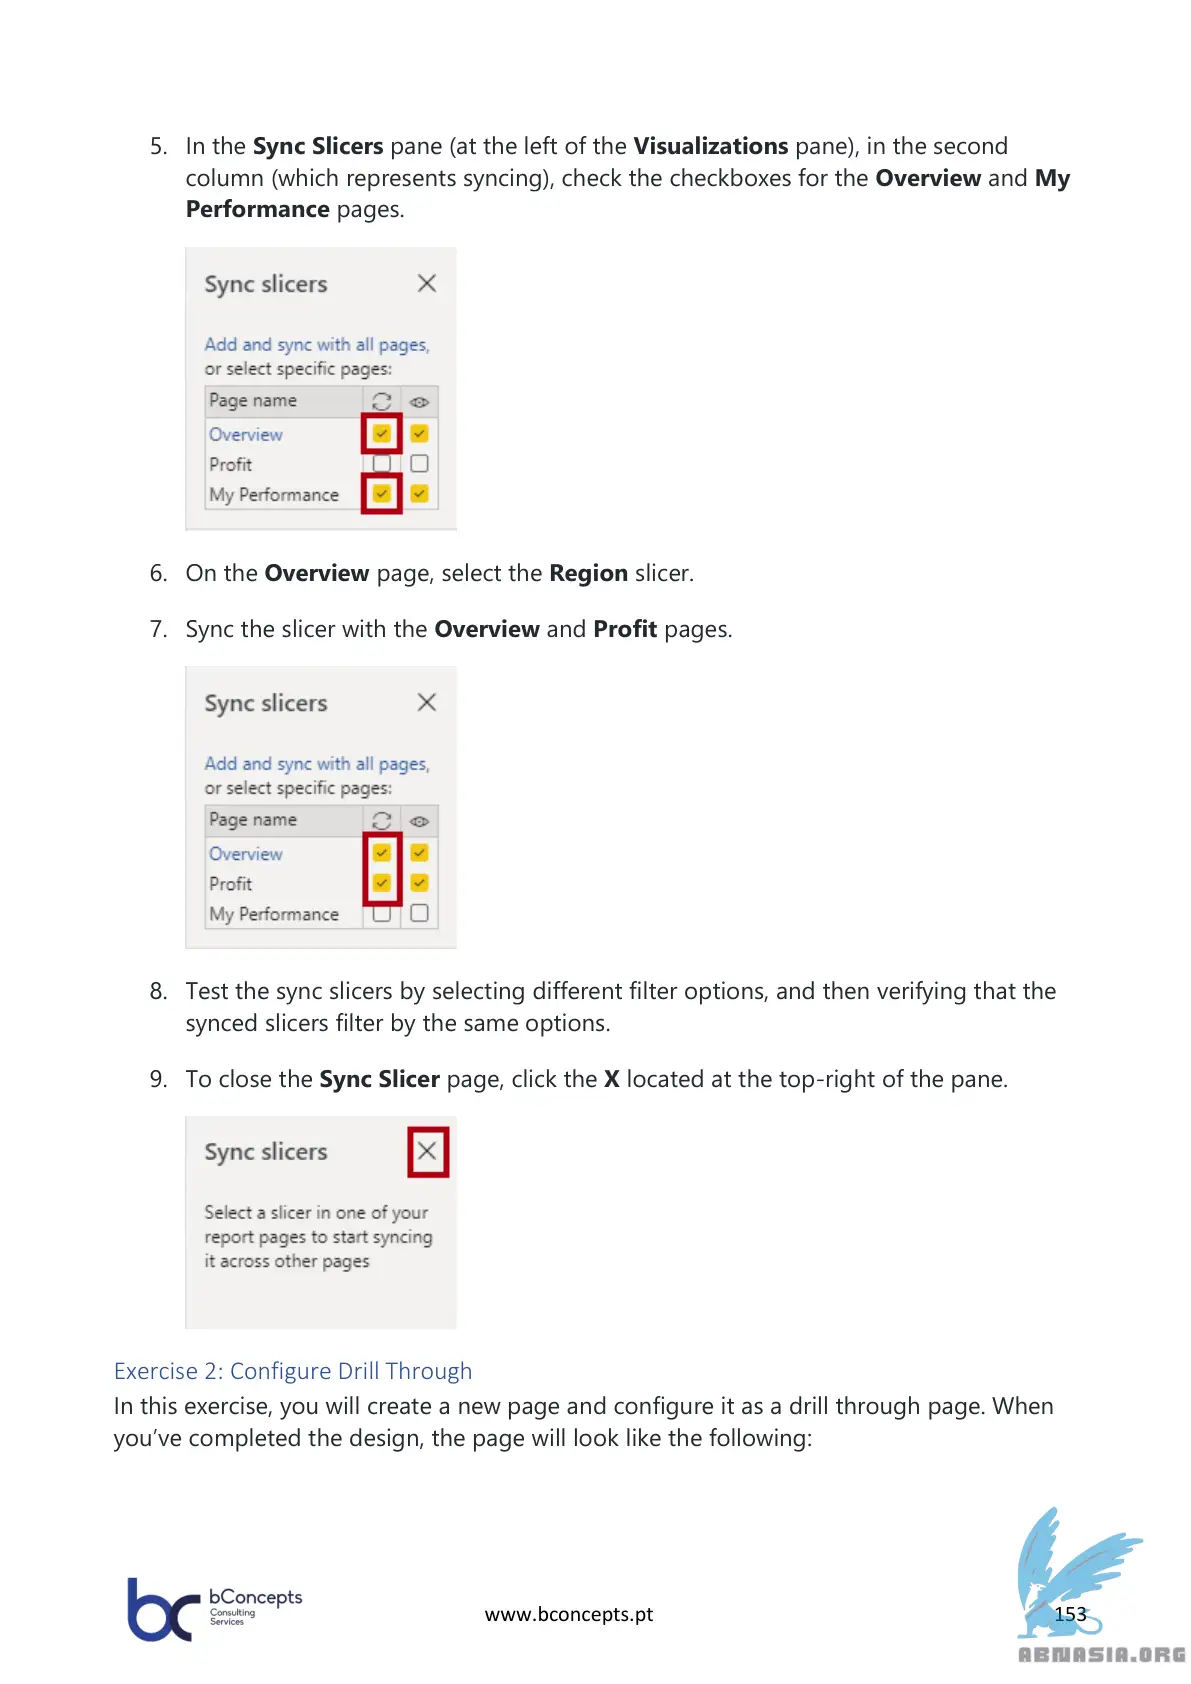 5. In the Sync Slicers pane (at the left of the Visualizations pane), in the second
column (which represents syncing), check the checkboxes for the Overview and My
Performance pages.
Sync slicers
Add and sync with all pages,
or select specific pages:
Page name
Overview
Profit
My Performance
6. On the Overview page, select the Region slicer.
7. Sync the slicer with the Overview and Profit pages.
Sync slicers
Add and sync with all pages,
or select specific pages:
Page name
Overview
Profit
My Performance
8. Test the sync slicers by selecting different filter options, and then verifying that the
synced slicers filter by the same options.
9. To close the Sync Slicer page, click the X located at the top-right of the pane.
Sync slicers
Select a slicer in one of your
report pages to start syncing
it across other pages
Exercise 2: Configure Drill Through
In this exercise, you will create a new page and configure it as a drill through page. When
you’ve completed the design, the page will look like the following:
bc bConcepts
Consulting
Services
www.bconcepts.pt
153
ABNASIA.ORG